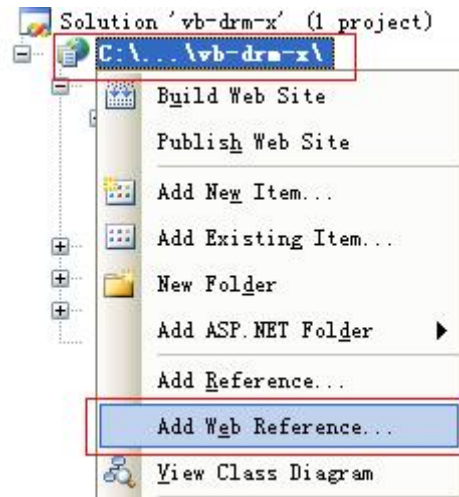 Solution 'vb-drm-x' (1 project)
C:\...\vb-drm-x\
Build Web Site
Publish Web Site
Add New Item...
Add Existing Item...
New Folder
Add ASP.NET Folder
Add Reference...
Add Web Reference...
View Class Diagram